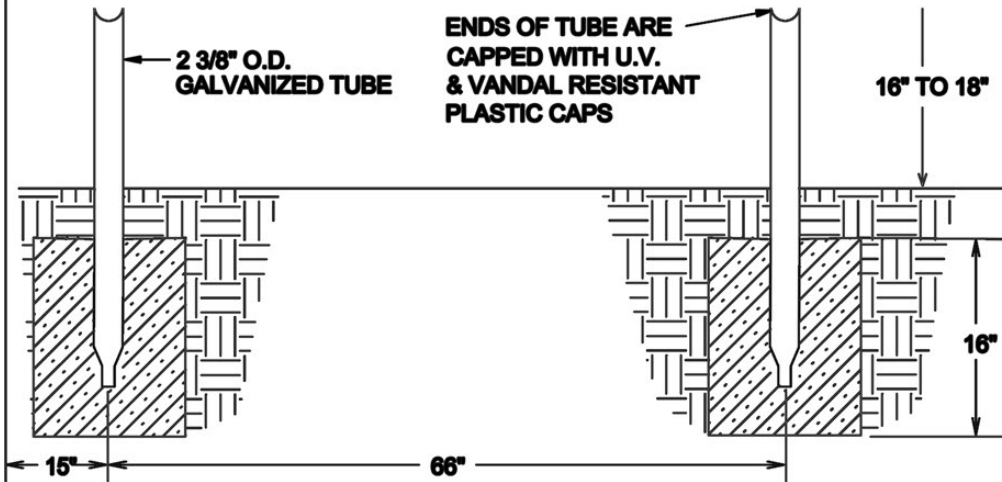 2 3/8" O.D.
GALVANIZED TUBE
ENDS OF TUBE ARE
CAPPED WITH U.V.
& VANDAL RESISTANT
PLASTIC CAPS
16" TO 18"
16"
15"
66"